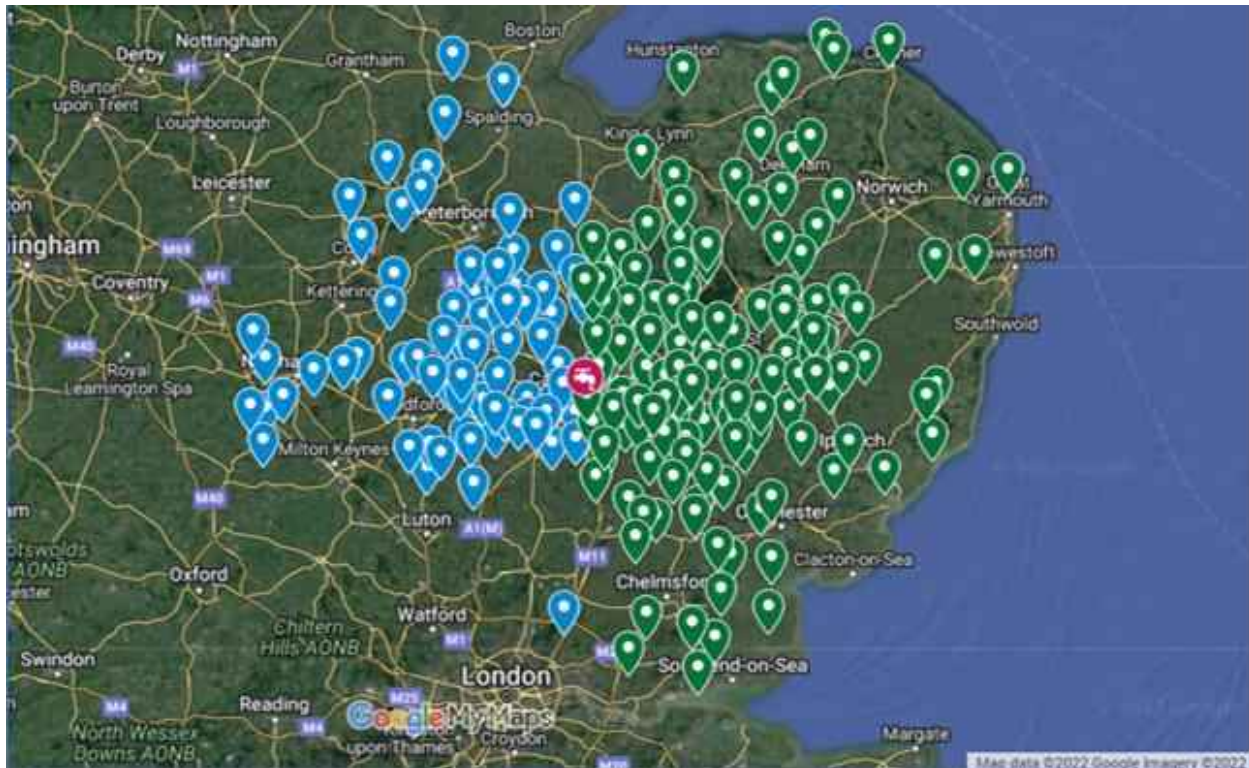 Boston
Nottingham
Derby
Grantham
Hunstanton
M1
Burton
upon Trent
Loughborough
Spalding
King's Lynn
Leicester
Norwich
Yarmouth
ingham
M69
M1
Coventry
M6
Kettering
Southwold
M40
Royal
Leamington Spa
Milton Keynes
M40
Luton
A1(M)
M11
Clacton-on-Sea
Oxford
Chelmsford
Watford
Chiltern
Hills AONB
M1
Swindon
London
M4
Reading
M25
Google My Maps
M4
upon Thames
Croydon
North Wessex
Downs AONB
Margate
Map data ©2022 Google Imagery ©2022